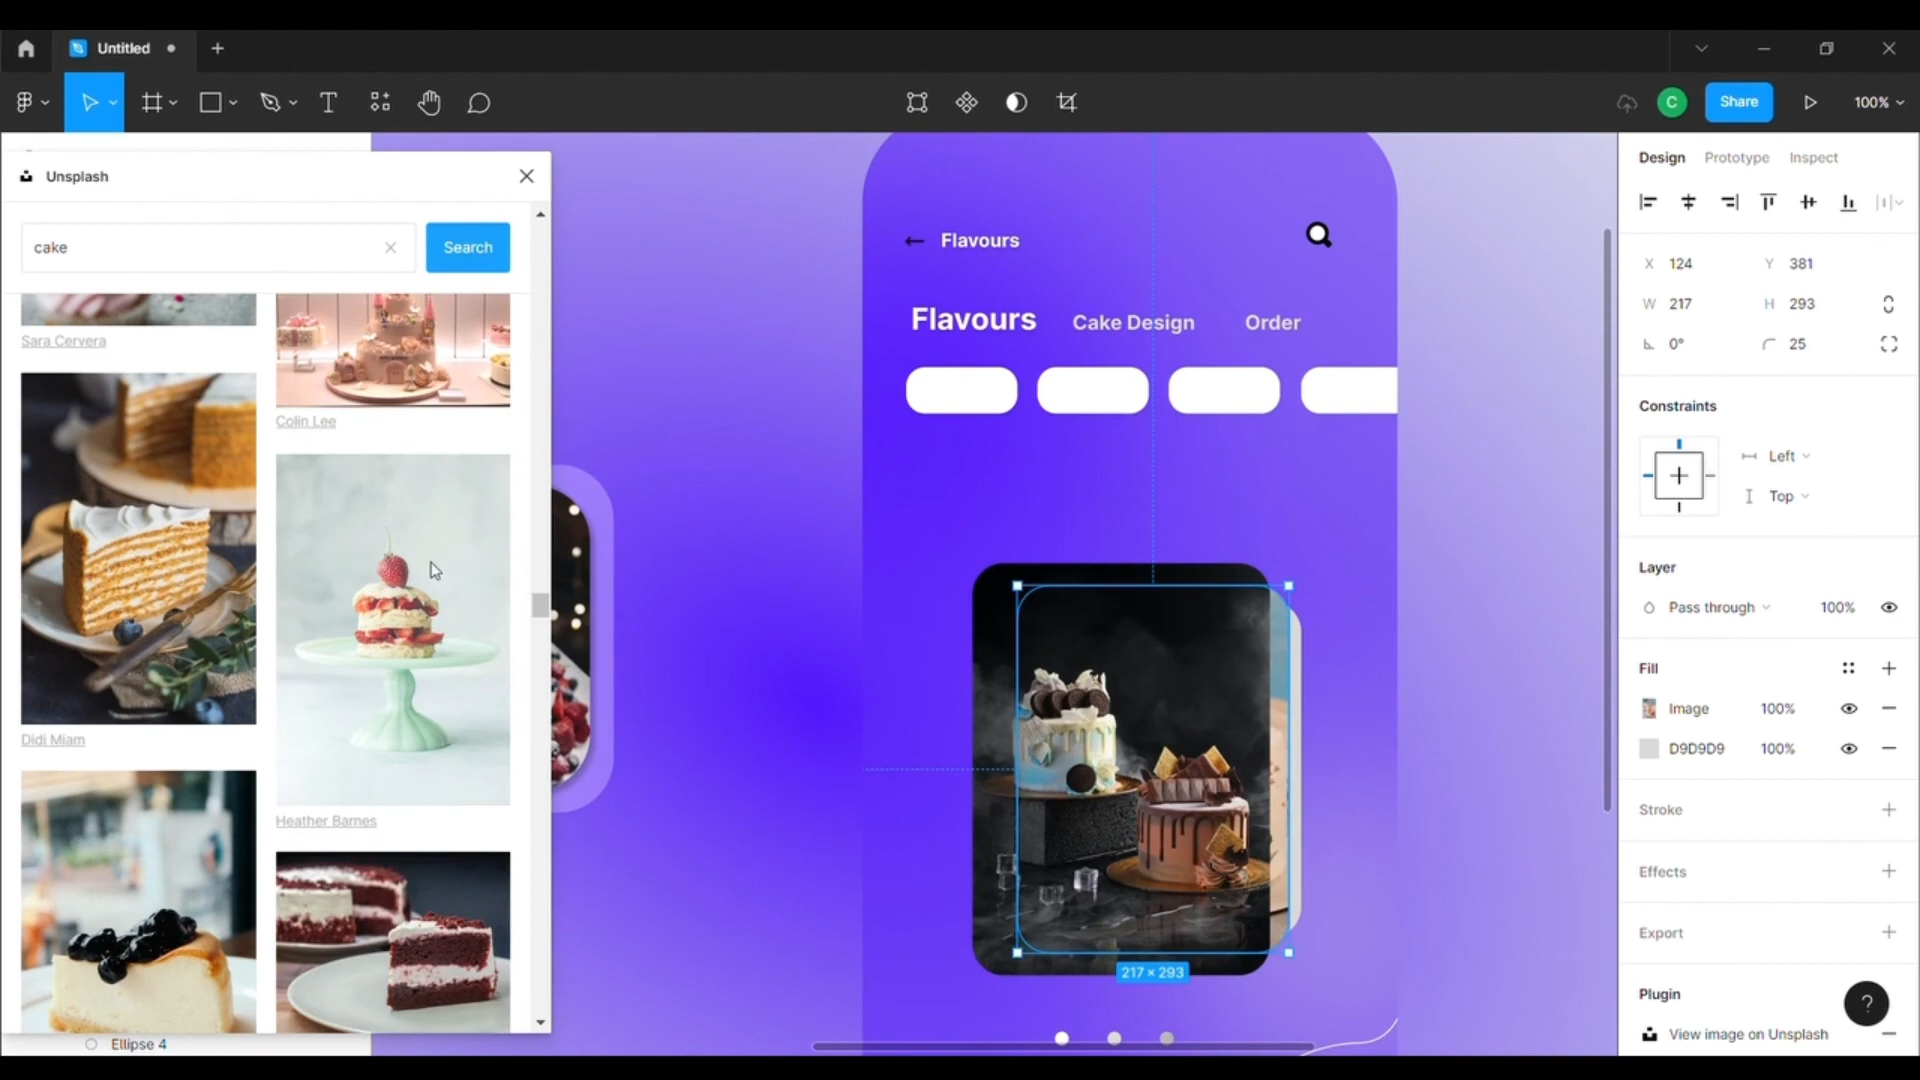 Untitled
Share
100%
Unsplash
cake
Search
Sara Cervera
Colin Lee
Didi Miam
Heather Barnes
Ellipse 4
Flavours
Flavours
Cake Design
Order
217 × 293
C
Design
Prototype
Inspect
X 124
Y 381
W 217
H 293
0°
25
Constraints
Left
Top
Layer
Pass through
100%
Fill
Image
100%
D9D9D9
100%
Stroke
Effects
Export
Plugin
?
View image on Unsplash